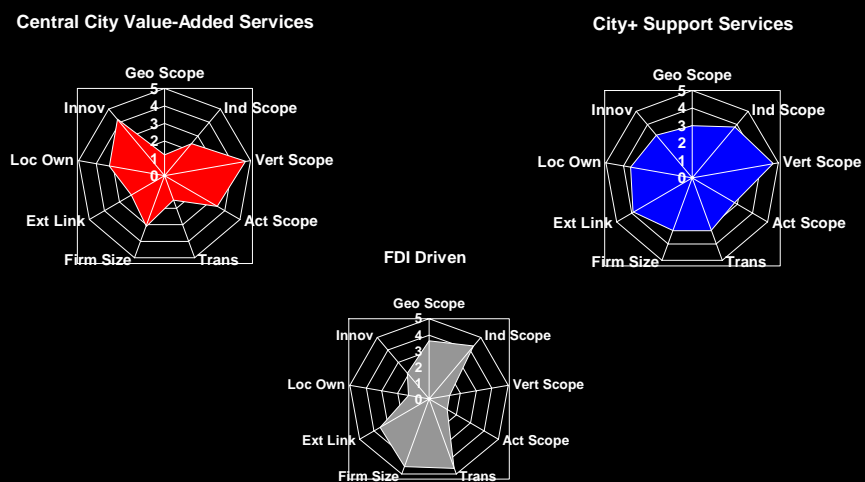 Central City Value-Added Services
Geo Scope
Ind Scope
Vert Scope
Act Scope
Trans
Firm Size
Ext Link
Loc Own
Innov
5
4
3
2
1
0
City+ Support Services
Geo Scope
Ind Scope
Vert Scope
Act Scope
Trans
Firm Size
Ext Link
Loc Own
Innov
5
4
3
2
1
0
FDI Driven
Geo Scope
Ind Scope
Vert Scope
Act Scope
Trans
Firm Size
Ext Link
Loc Own
Innov
5
4
3
2
1
0